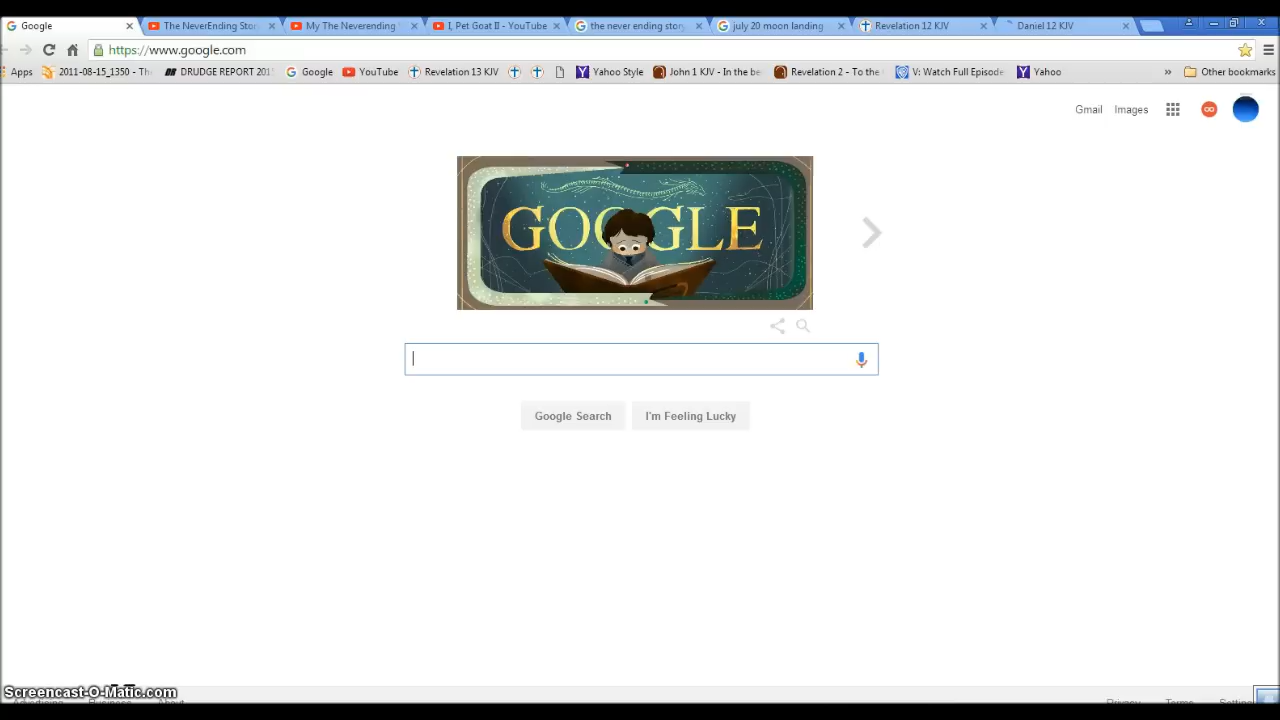 Google The NeverEnding Stor My The Neverending I, Pet Goat II - YouTube the never ending story july 20 moon landing Revelation 12 KJV Daniel 12 KJV
https://www.google.com
Apps 2011-08-15_1350 - Th DRUDGE REPORT 201 Google YouTube Revelation 13 KJV Yahoo Style John 1 KJV - In the be Revelation 2 - To the V: Watch Full Episode Yahoo » Other bookmarks
Gmail Images
GOOGLE
Google Search I'm Feeling Lucky
Screencast-O-Matic.com
Advertising Business About Privacy Terms Settings